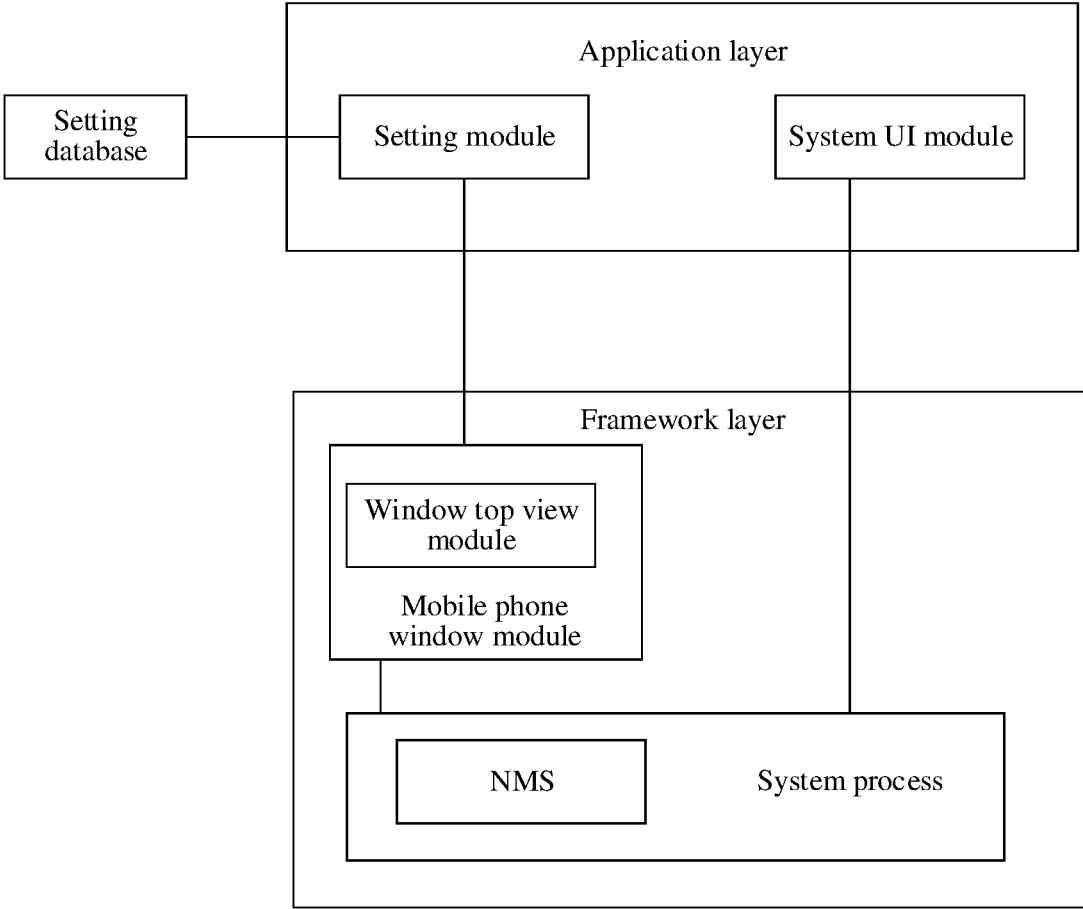 Application layer
Setting
database
Setting module
System UI module
Framework layer
Window top view
module
Mobile phone
window module
NMS
System process